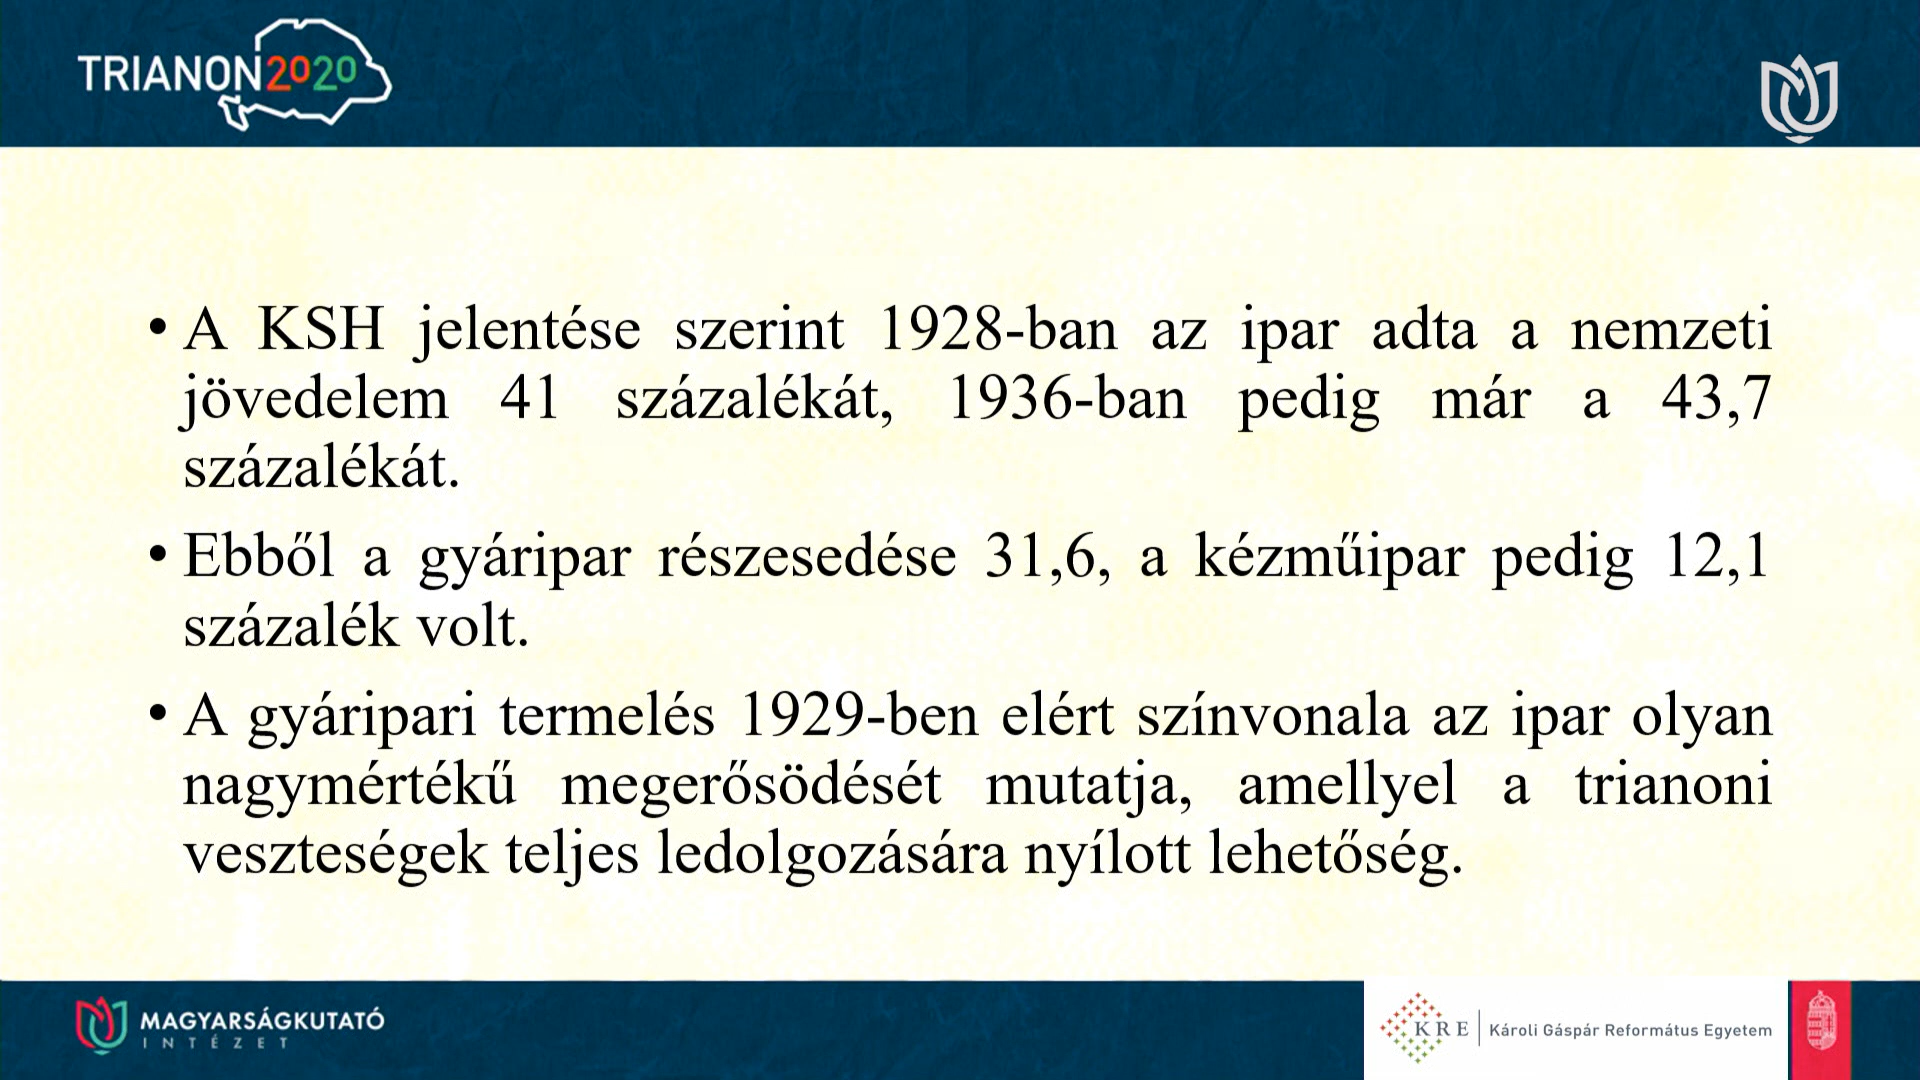 TRIANON2020
• A KSH jelentése szerint 1928-ban az ipar adta a nemzeti
jövedelem 41 százalékát, 1936-ban pedig már a 43,7
százalékát.
• Ebből a gyáripar részesedése 31,6, a kézműipar pedig 12,1
százalék volt.
• A gyáripari termelés 1929-ben elért színvonala az ipar olyan
nagymértékű megerősödését mutatja, amellyel a trianoni
veszteségek teljes ledolgozására nyílott lehetőség.
MAGYARSÁGKUTATÓ
INTÉZET
KRE Károli Gáspár Református Egyetem